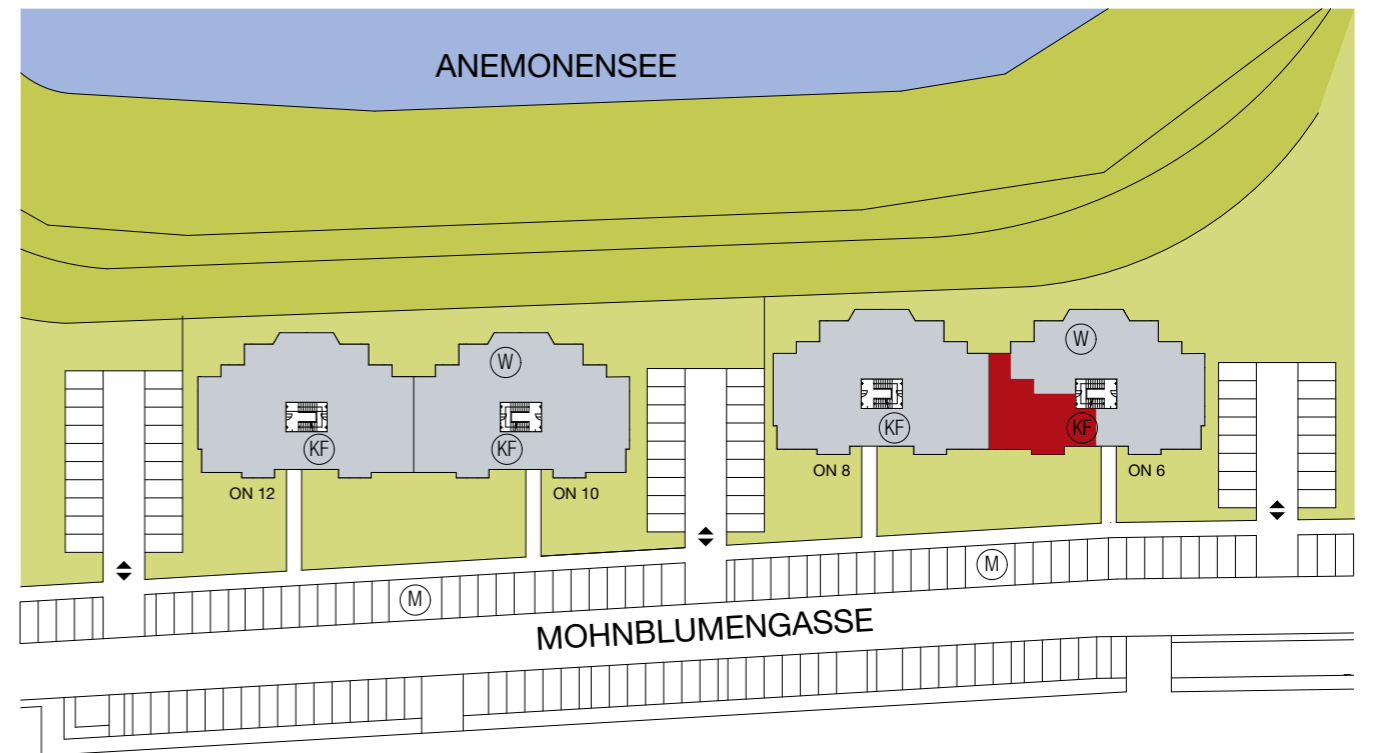 ANEMONENSEE
W
W
KF
KF
KF
KF
ON 8
ON 6
ON 12
ON 10
M
M
MOHNBLUMENGASSE